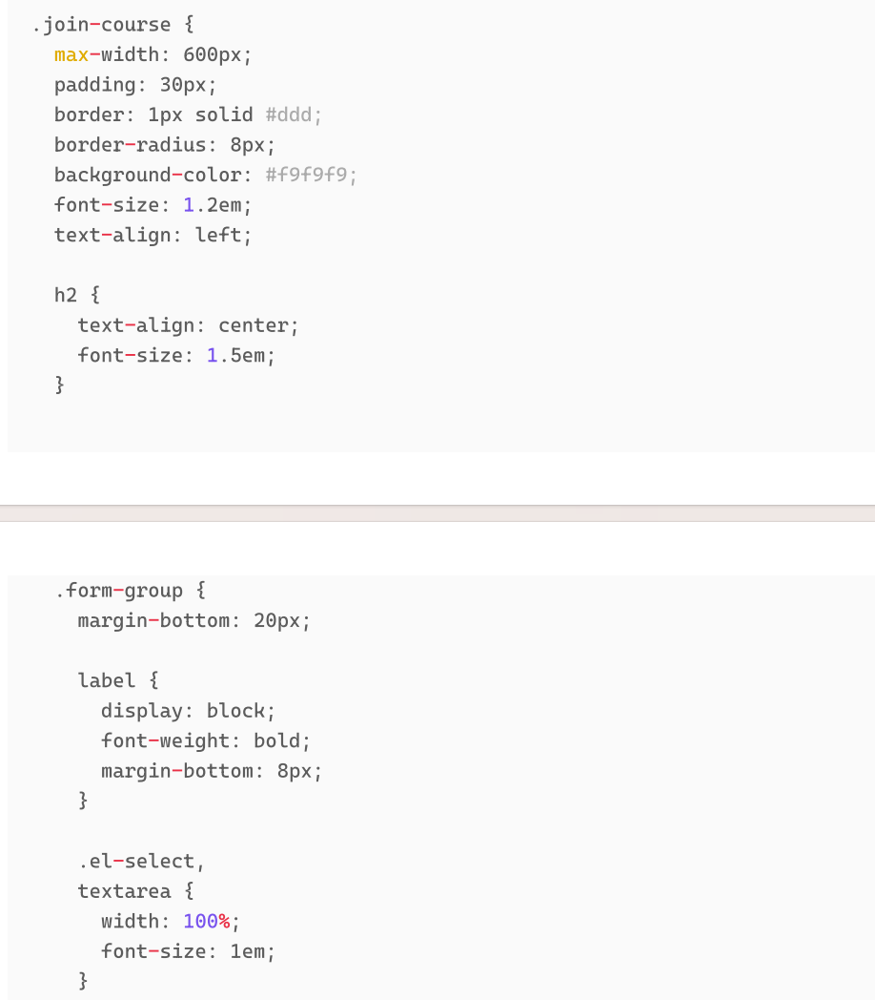 .join-course {
max-width: 600px;
padding: 30px;
border: 1px solid #ddd;
border-radius: 8px;
background-color: #f9f9f9;
font-size: 1.2em;
text-align: left;
h2 {
text-align: center;
font-size: 1.5em;
}
.form-group {
margin-bottom: 20px;
label {
display: block;
font-weight: bold;
margin-bottom: 8px;
}
.el-select,
textarea {
width: 100%;
font-size: 1em;
}